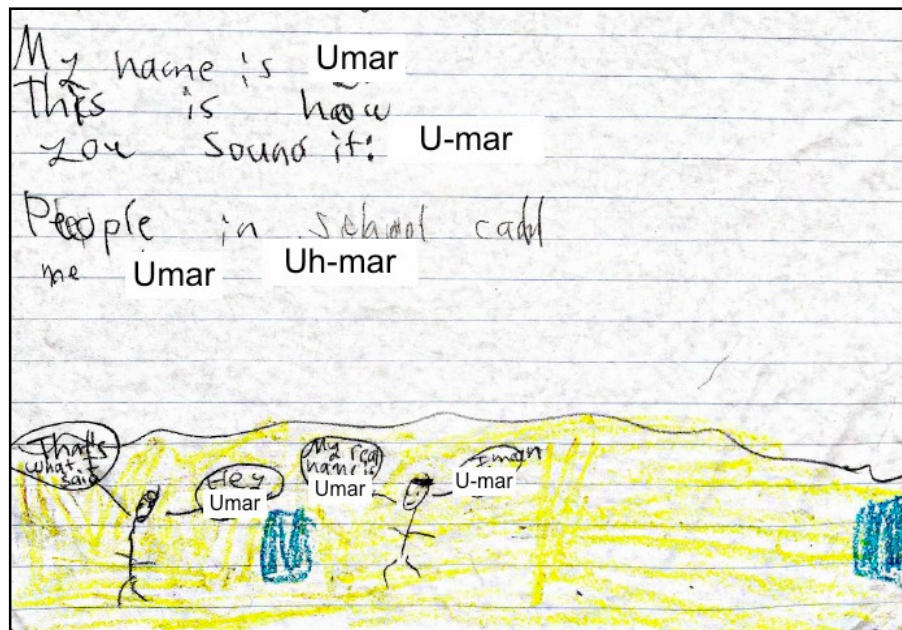 My name is Umar
This is how
you sound it: U-mar
People in school call
me Umar Uh-mar
That's
what I
said
Hey
Umar
My real
name is
Umar
I mean
U-mar